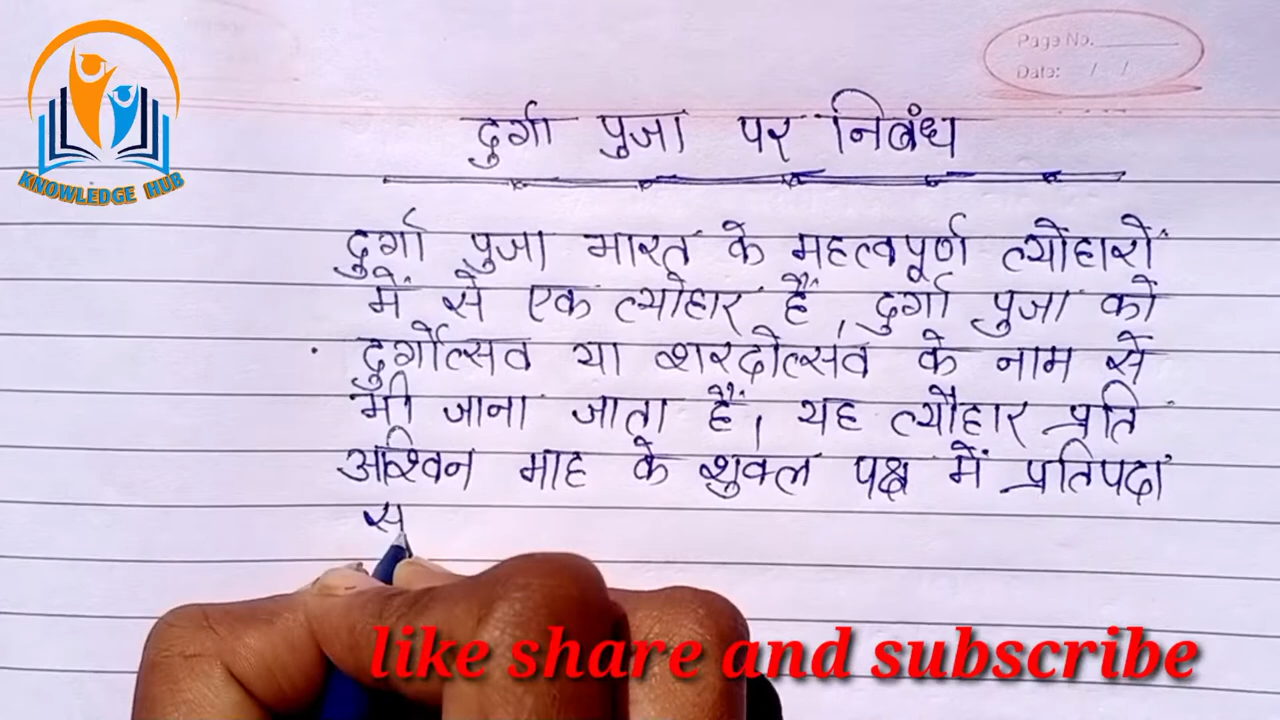 KNOWLEDGE HUB
Page No.
Date: / /
दुर्गा पुजा पर निबंध
दुर्गा पुजा भारत के महत्वपूर्ण त्योहारों
में से एक त्योहार हैं, दुर्गा पुजा को
दुर्गोत्सव या शरदोत्सव के नाम से
भी जाना जाता हैं, यह त्यौहार प्रति
आश्विन माह के शुक्ल पक्ष में प्रतिपदा
स
like share and subscribe